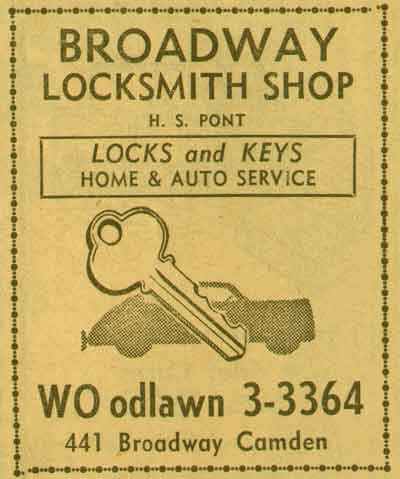 BROADWAY
LOCKSMITH SHOP
H. S. PONT
LOCKS and KEYS
HOME & AUTO SERVICE
WO odlawn 3-3364
441 Broadway Camden